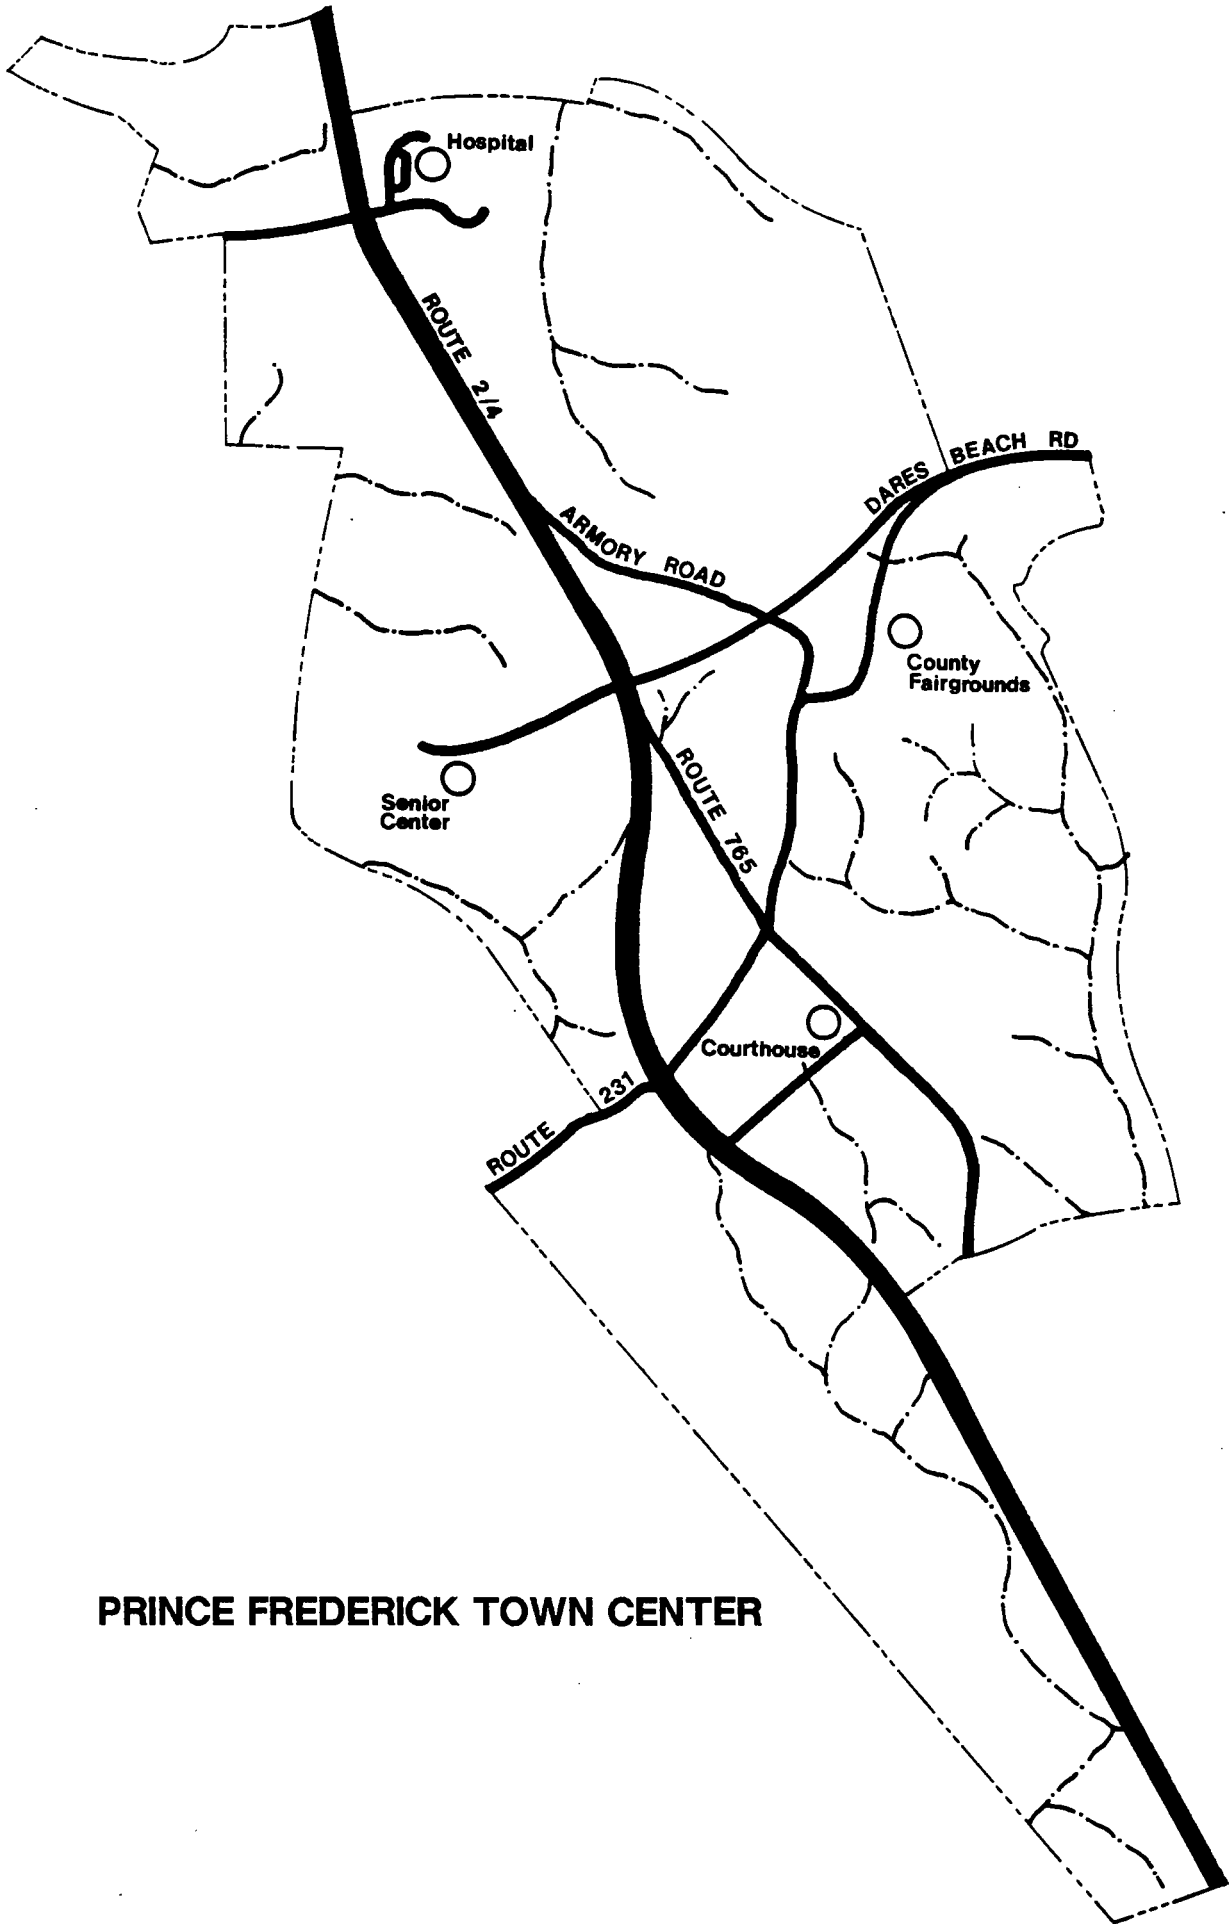 Hospital
ROUTE 2/4
DARES BEACH RD
ARMORY ROAD
County
Fairgrounds
ROUTE 765
Senior
Center
Courthouse
ROUTE 231
PRINCE FREDERICK TOWN CENTER